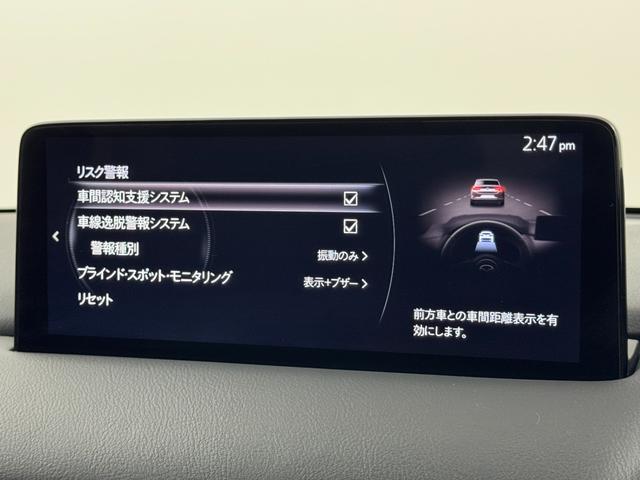 2:47 pm
リスク警報
車間認知支援システム
車線逸脱警報システム
警報種別 振動のみ
ブラインド・スポット・モニタリング 表示+ブザー
リセット
前方車との車間距離表示を有
効にします。